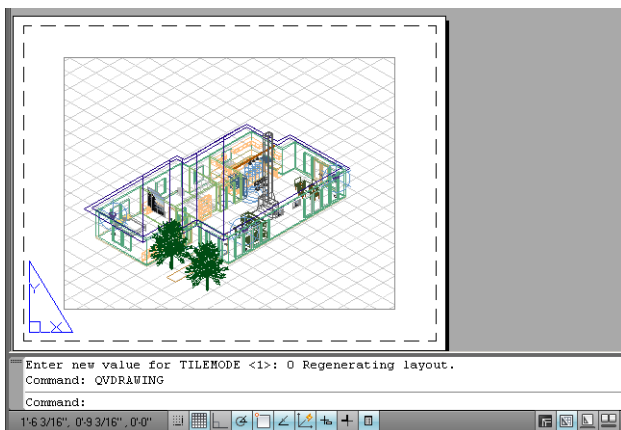 Y
X
Enter new value for TILEMODE <1>: 0 Regenerating layout.
Command: QVDRAWING
Command:
1'-6 3/16", 0'-9 3/16" , 0'-0"